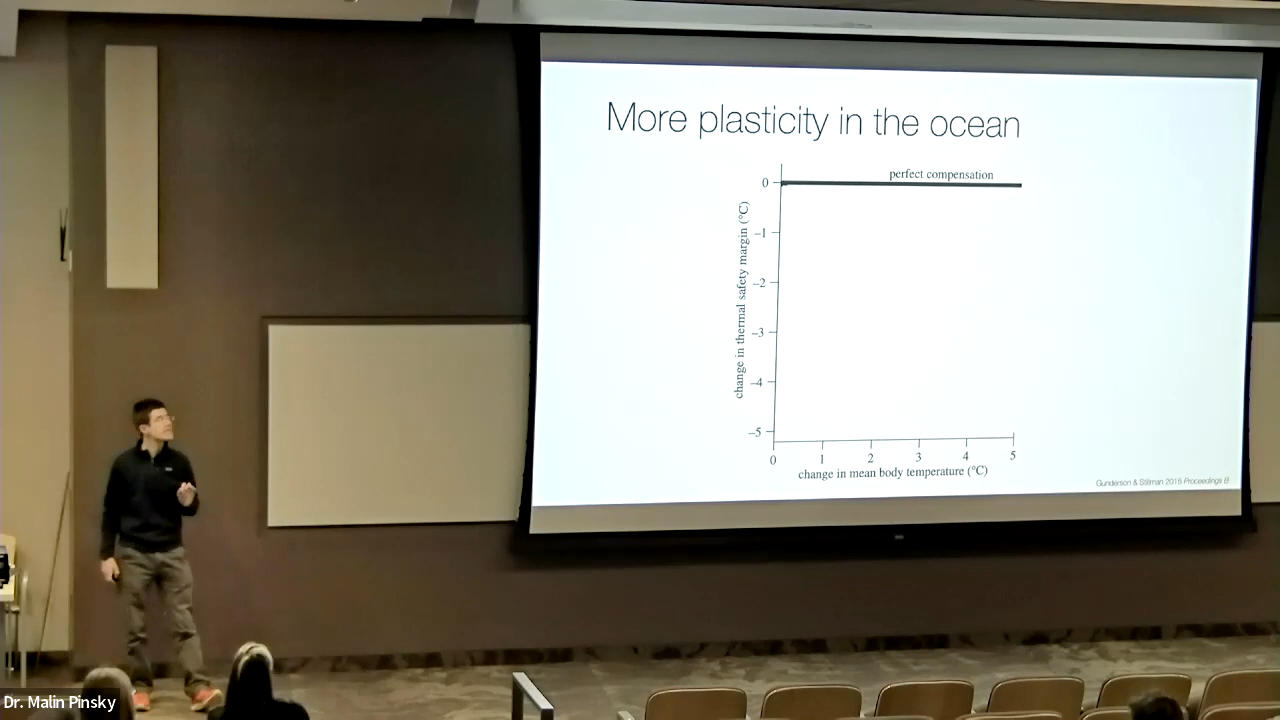 More plasticity in the ocean
perfect compensation
0
–1
–2
–3
–4
–5
change in thermal safety margin (°C)
0 1 2 3 4 5
change in mean body temperature (°C)
Gunderson & Stillman 2015 Proceedings B
Dr. Malin Pinsky